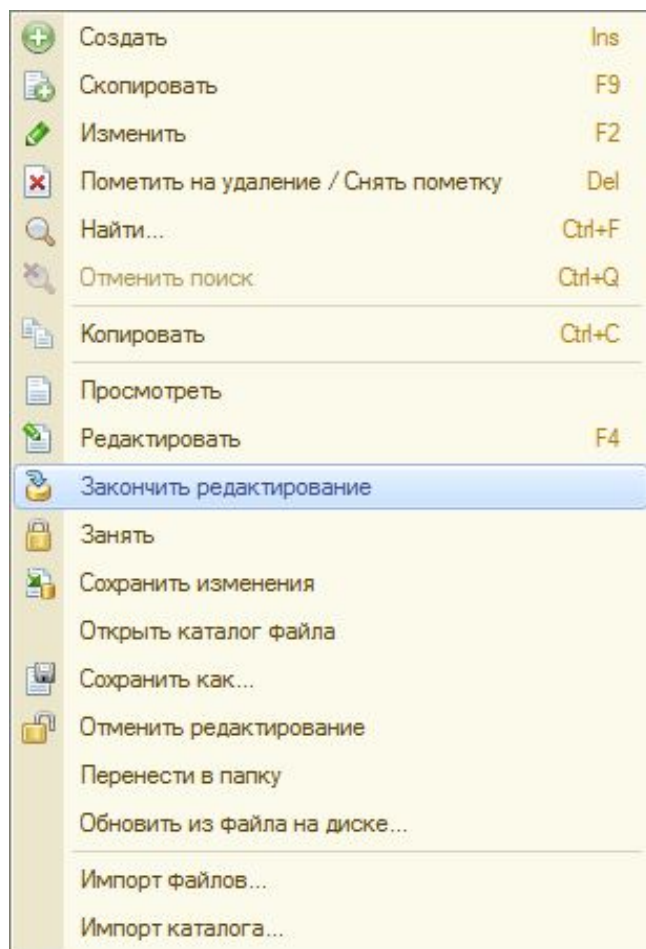 Создать Ins
Скопировать F9
Изменить F2
Пометить на удаление / Снять пометку Del
Найти... Ctrl+F
Отменить поиск Ctrl+Q
Копировать Ctrl+C
Просмотреть
Редактировать F4
Закончить редактирование
Занять
Сохранить изменения
Открыть каталог файла
Сохранить как...
Отменить редактирование
Перенести в папку
Обновить из файла на диске...
Импорт файлов...
Импорт каталога...